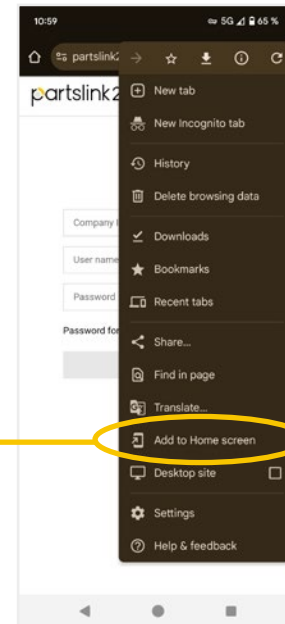 10:59 5G 65 %
partslink2
partslink2
New tab
New Incognito tab
History
Delete browsing data
Company I
Downloads
User name
Bookmarks
Password
Recent tabs
Password for
Share...
Find in page
Translate...
Add to Home screen
Desktop site
Settings
Help & feedback